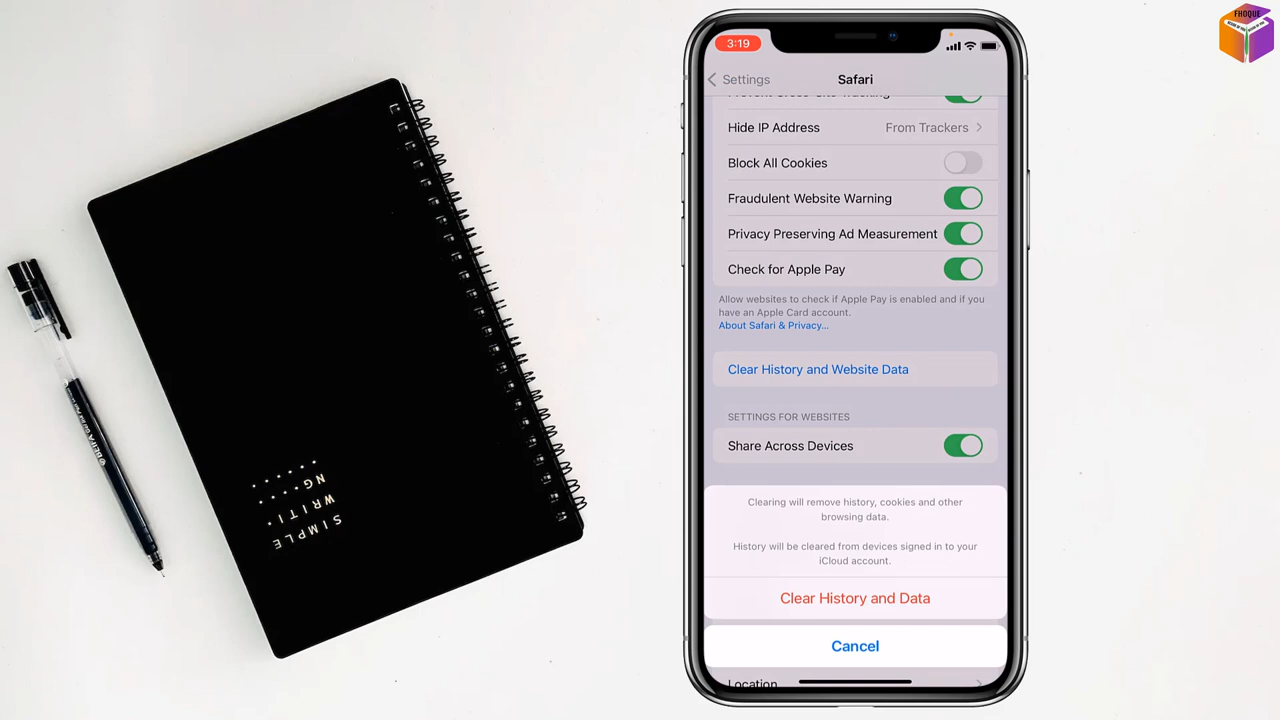 FHOQUE
3:19
Settings
Safari
Hide IP Address
From Trackers
Block All Cookies
Fraudulent Website Warning
Privacy Preserving Ad Measurement
Check for Apple Pay
Allow websites to check if Apple Pay is enabled and if you
have an Apple Card account.
About Safari & Privacy...
Clear History and Website Data
SETTINGS FOR WEBSITES
Share Across Devices
Clearing will remove history, cookies and other
browsing data.
History will be cleared from devices signed in to your
iCloud account.
Clear History and Data
Cancel
Location
SIMPLE
WRITI
NG